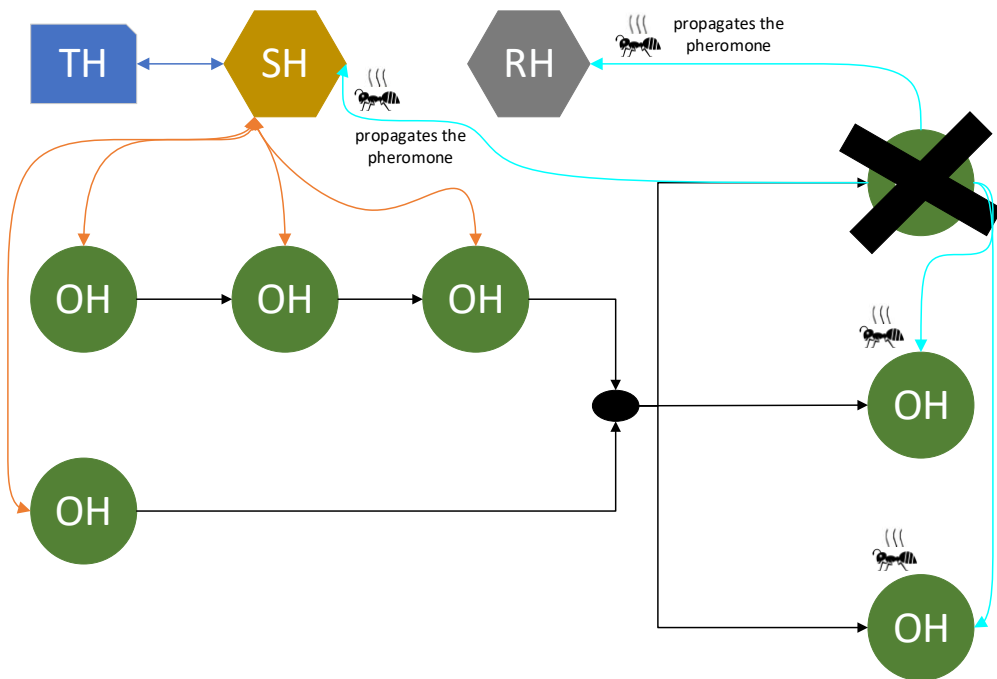 TH
SH
RH
propagates the
pheromone
propagates the
pheromone
OH
OH
OH
OH
OH
OH